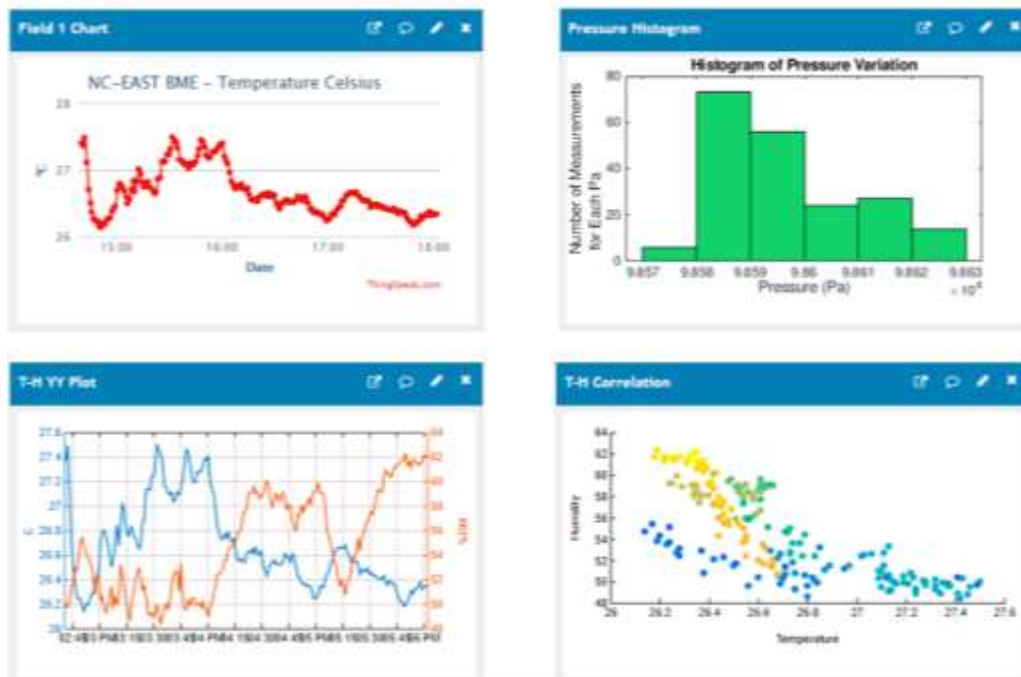 Field 1 Chart
NC-EAST BME - Temperature Celsius
28
27
26
°C
15:00 16:00 17:00 18:00
Date
ThingSpeak.com
Pressure Histogram
Histogram of Pressure Variation
Number of Measurements
for Each Pa
80
60
40
20
0
9.857 9.858 9.859 9.86 9.861 9.862 9.863
Pressure (Pa)
× 10⁴
T-H YY Plot
27.6
27.4
27.2
27
26.8
26.6
26.4
26.2
26
C
64
62
60
58
56
54
52
50
48
RH%
T-H Correlation
Humidity
64
62
60
58
56
54
52
50
48
26 26.2 26.4 26.6 26.8 27 27.2 27.4 27.6
Temperature